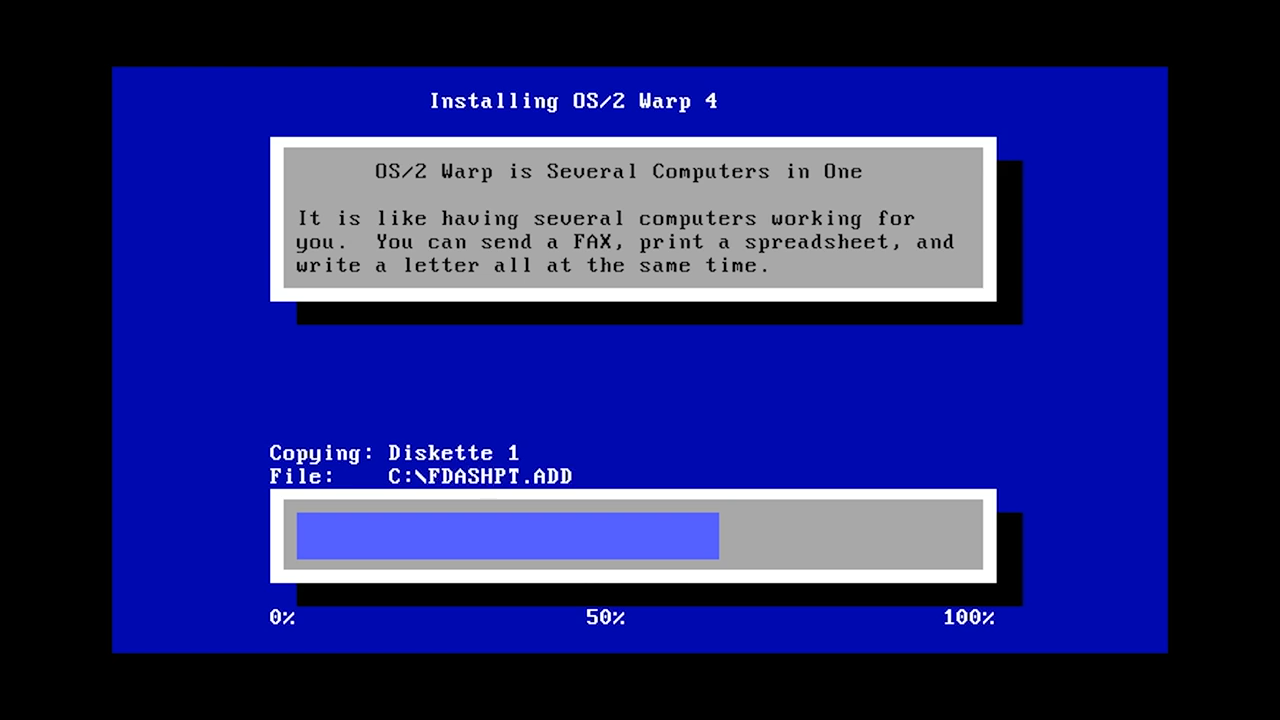 Installing OS/2 Warp 4
OS/2 Warp is Several Computers in One
It is like having several computers working for
you.  You can send a FAX, print a spreadsheet, and
write a letter all at the same time.
Copying: Diskette 1
File:    C:\FDASHPT.ADD
0% 50% 100%